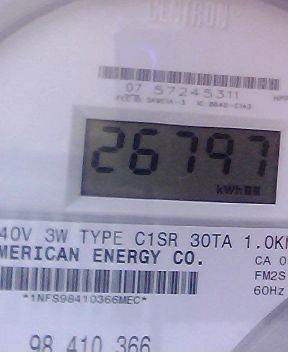 CENTRON
07 57245311
26797
kWh
40V 3W TYPE C1SR 30TA 1.0K
MERICAN ENERGY CO.
CA 0
FM2S
60Hz
*1NFS98410366MEC*
98 410 366